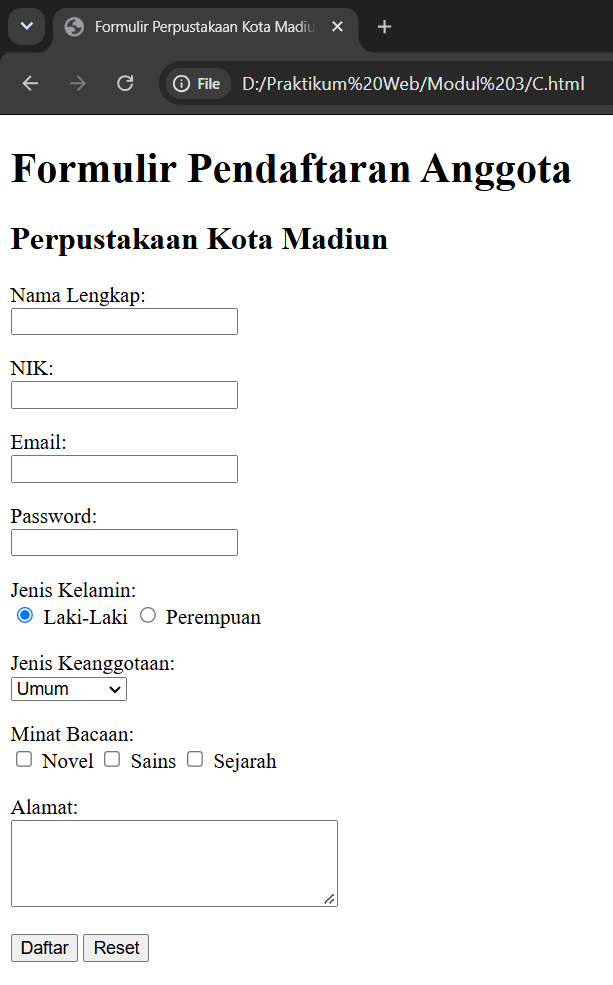 Formulir Perpustakaan Kota Madiu
File D:/Praktikum%20Web/Modul%203/C.html
Formulir Pendaftaran Anggota
Perpustakaan Kota Madiun
Nama Lengkap:
NIK:
Email:
Password:
Jenis Kelamin:
Laki-Laki Perempuan
Jenis Keanggotaan:
Umum
Minat Bacaan:
Novel Sains Sejarah
Alamat:
Daftar Reset